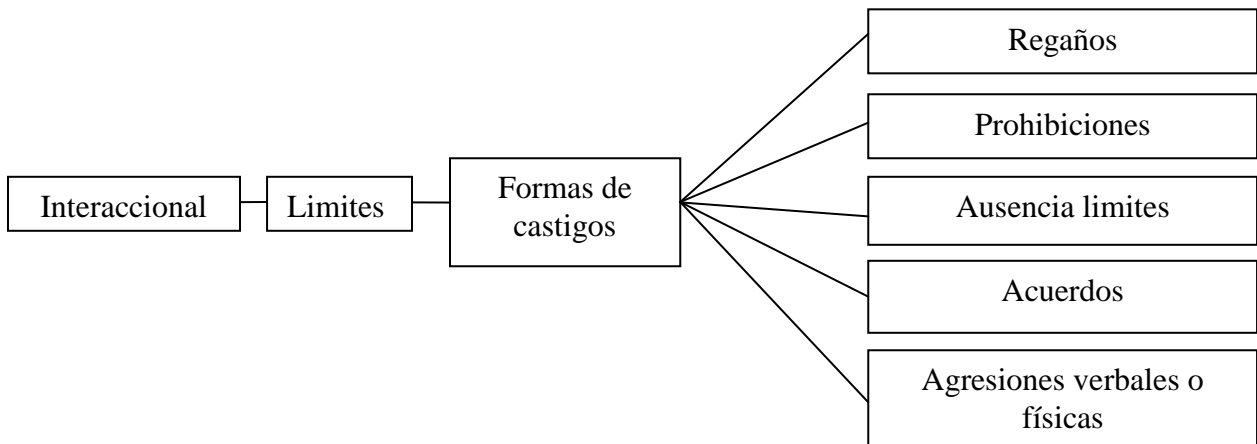 Interaccional
Limites
Formas de
castigos
Regaños
Prohibiciones
Ausencia limites
Acuerdos
Agresiones verbales o
físicas